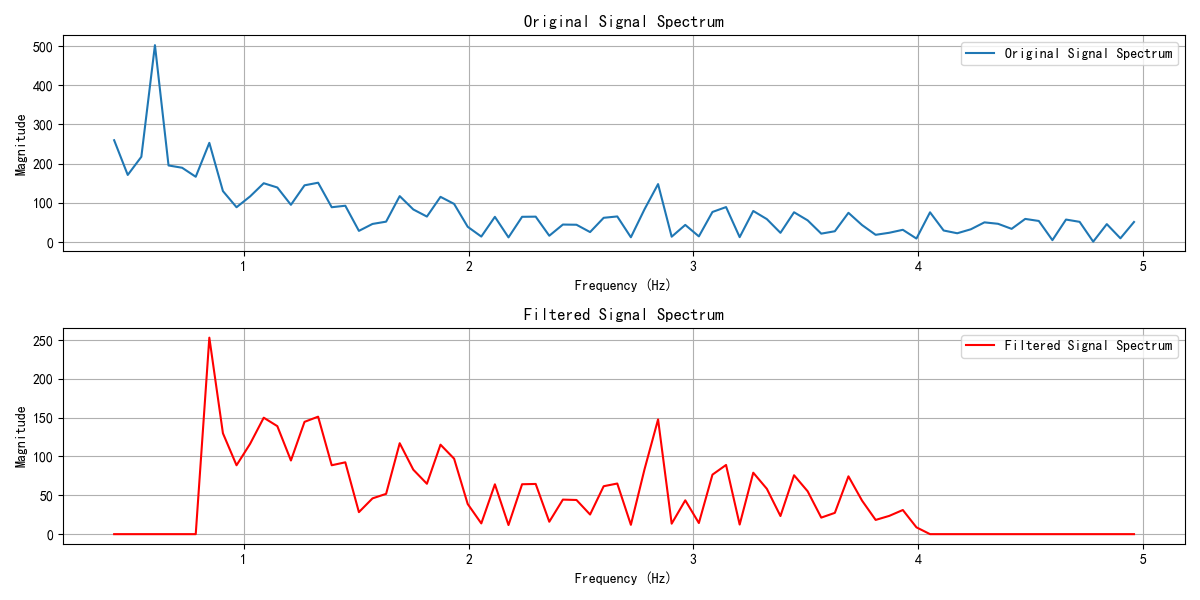 Original Signal Spectrum
Original Signal Spectrum
Magnitude
500
400
300
200
100
0
1
2
3
4
5
Frequency (Hz)
Filtered Signal Spectrum
Filtered Signal Spectrum
Magnitude
250
200
150
100
50
0
1
2
3
4
5
Frequency (Hz)